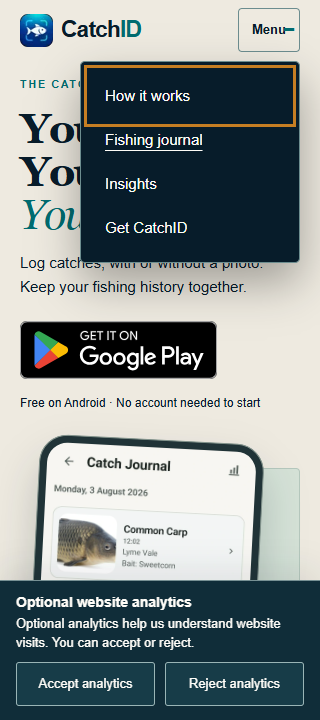 CatchID
Menu
How it works
Fishing journal
Insights
Get CatchID
THE CATC
You
You
You
Log catches, with or without a photo.
Keep your fishing history together.
GET IT ON
Google Play
Free on Android · No account needed to start
Catch Journal
Monday, 3 August 2026
Common Carp
12:02
Lyme Vale
Bait: Sweetcorn
Optional website analytics
Optional analytics help us understand website
visits. You can accept or reject.
Accept analytics
Reject analytics